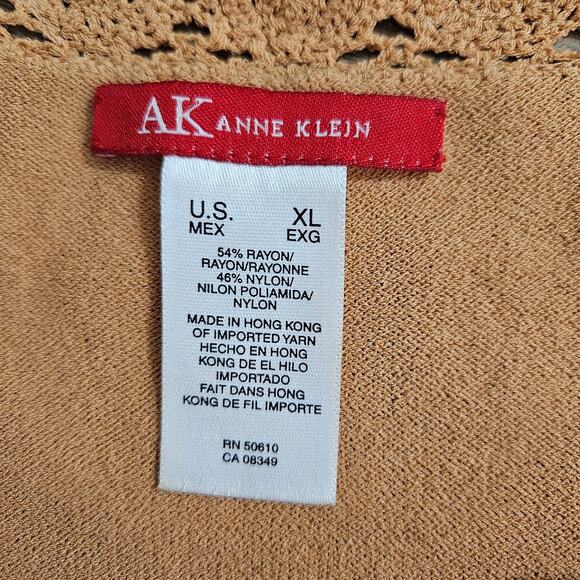 AK ANNE KLEIN
U.S. XL
MEX EXG
54% RAYON/
RAYON/RAYONNE
46% NYLON/
NILON POLIAMIDA/
NYLON
MADE IN HONG KONG
OF IMPORTED YARN
HECHO EN HONG
KONG DE EL HILO
IMPORTADO
FAIT DANS HONG
KONG DE FIL IMPORTE
RN 50610
CA 08349